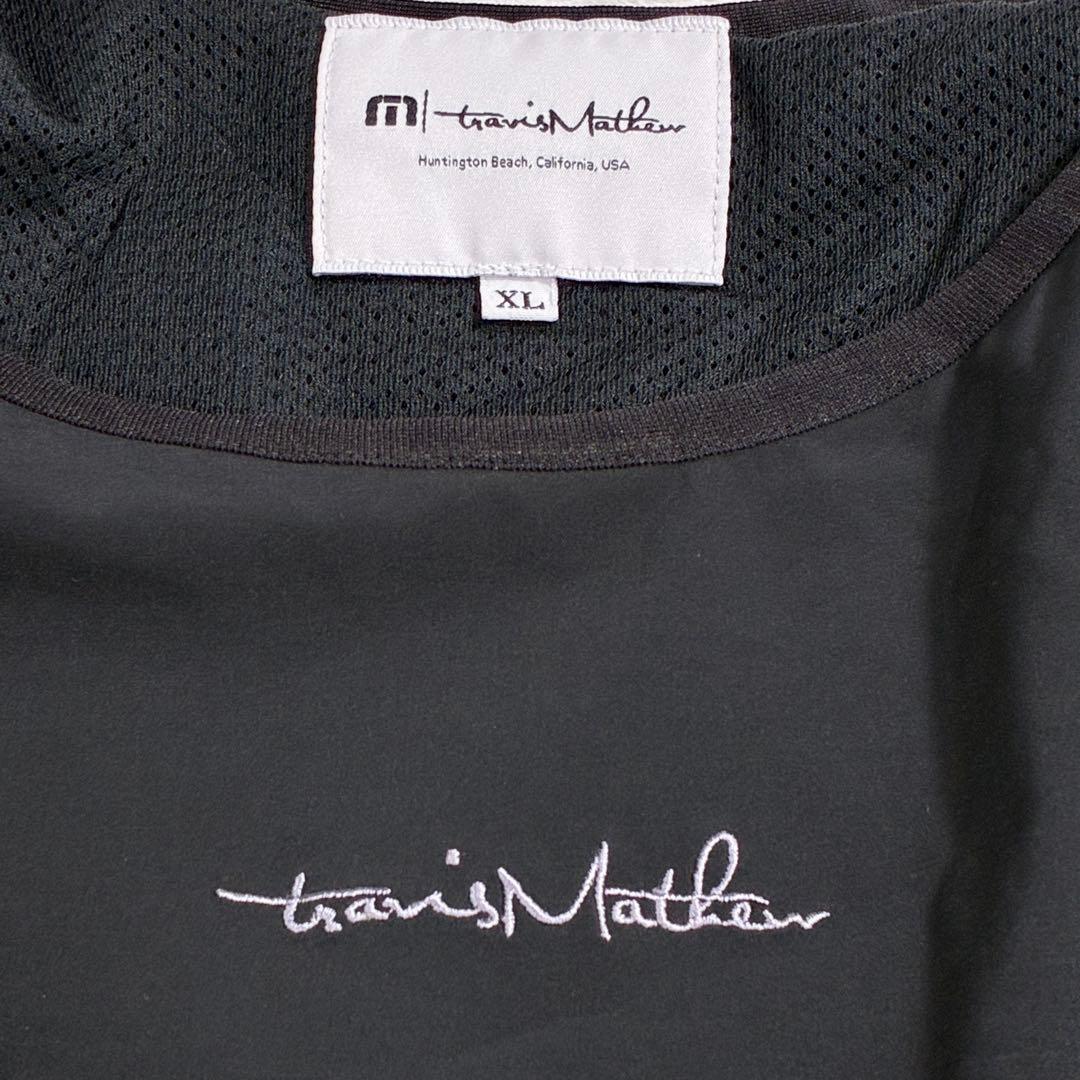 travisMathew
Huntington Beach, California, USA
XL
travisMathew